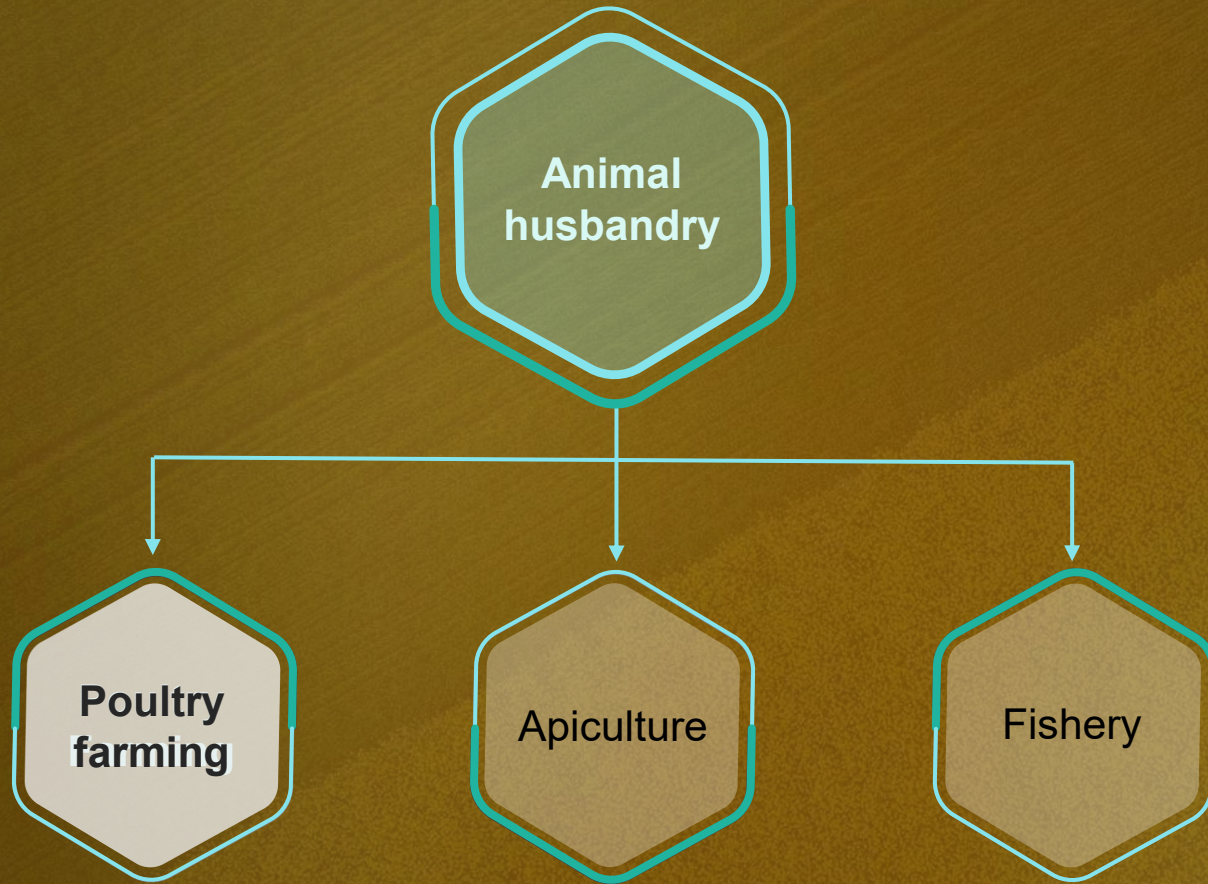 Animal
husbandry
Poultry
farming
Apiculture
Fishery